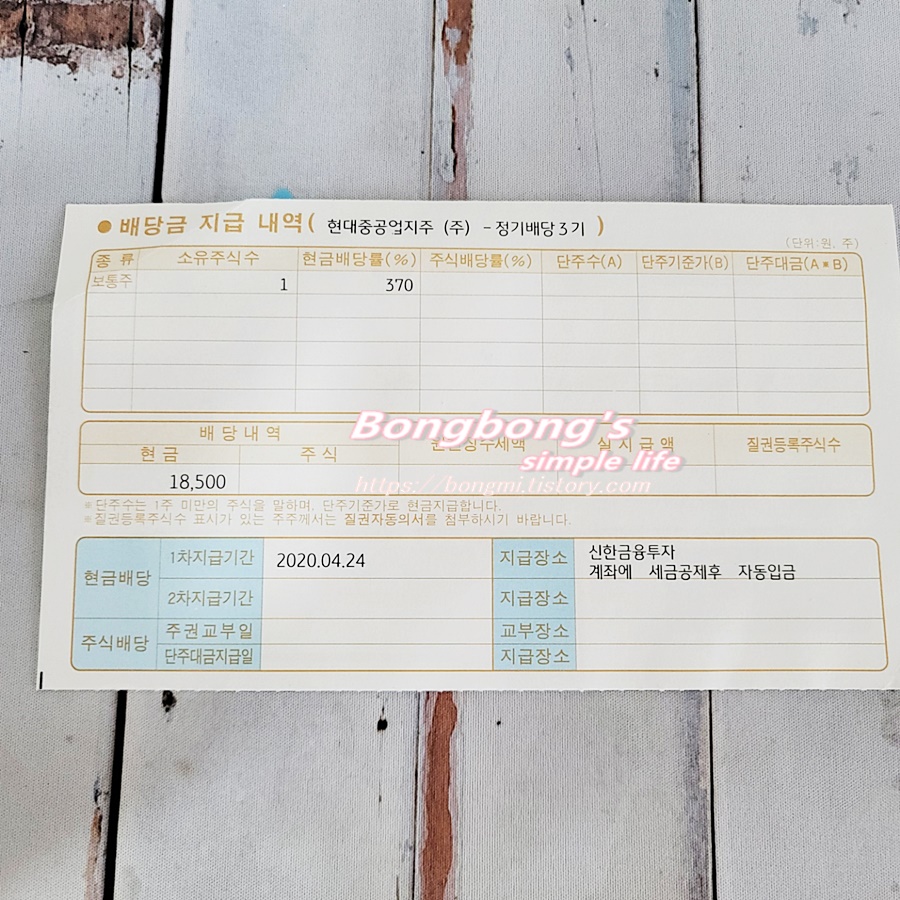 ● 배당금 지급 내역 ( 현대중공업지주 (주) - 정기배당3기 )
(단위:원, 주)
종 류 소유주식수 현금배당률(%) 주식배당률(%) 단주수(A) 단주기준가(B) 단주대금(A*B)
보통주 1 370
배 당 내 역 원천징수세액 실 지 급 액 질권등록주식수
현 금 주 식
18,500
Bongbong's
simple life
https://bongmi.tistory.com
※단주수는 1주 미만의 주식을 말하며, 단주기준가로 현금지급합니다.
※질권등록주식수 표시가 있는 주주께서는 질권자동의서를 첨부하시기 바랍니다.
현금배당 1차지급기간 2020.04.24 지급장소 신한금융투자
계좌에 세금공제후 자동입금
2차지급기간 지급장소
주식배당 주권교부일 교부장소
단주대금지급일 지급장소